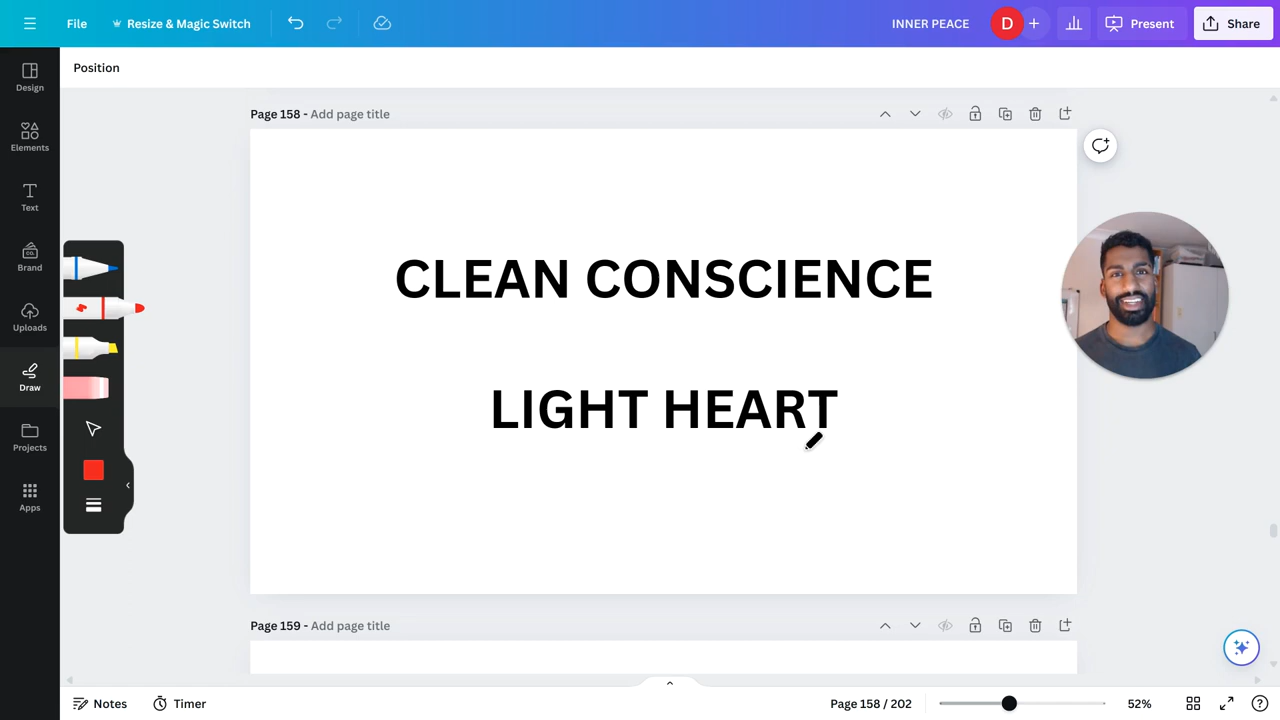 File
Resize & Magic Switch
INNER PEACE
D
Present
Share
Position
Design
Elements
Text
Brand
Uploads
Draw
Projects
Apps
Page 158 - Add page title
CLEAN CONSCIENCE
LIGHT HEART
Page 159 - Add page title
Notes
Timer
Page 158 / 202
52%